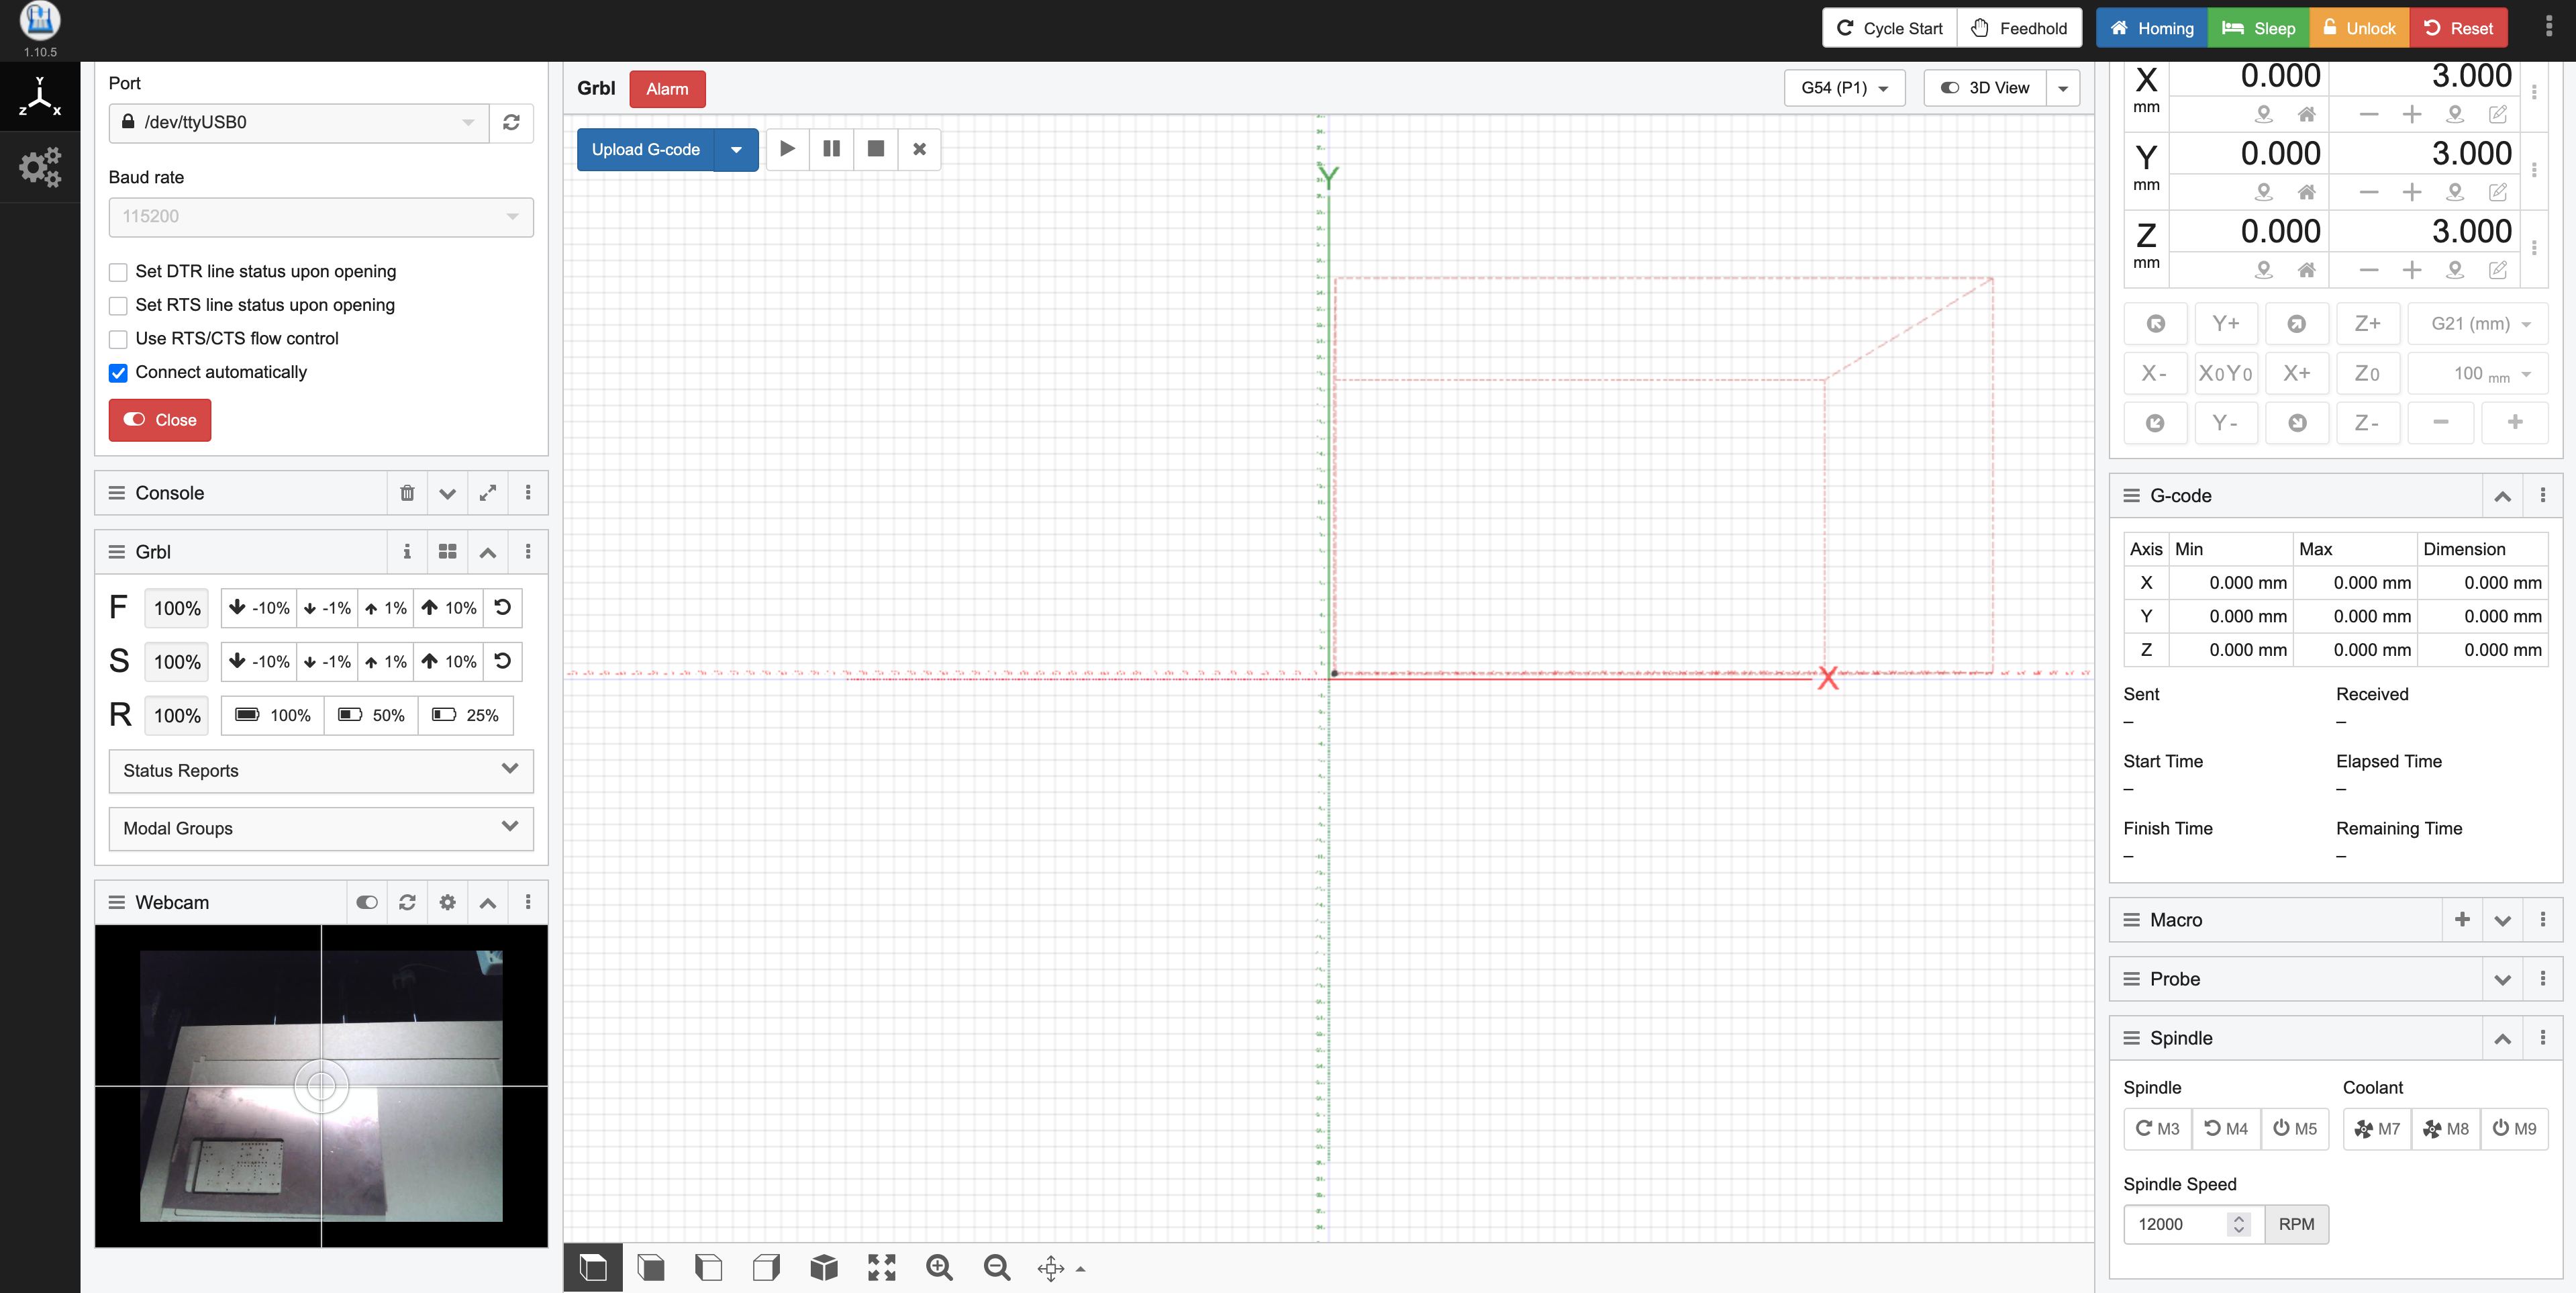 Cycle Start Feedhold Homing Sleep Unlock Reset
1.10.5
Y
Z X
Port
/dev/ttyUSB0
Baud rate
115200
Set DTR line status upon opening
Set RTS line status upon opening
Use RTS/CTS flow control
Connect automatically
Close
Console
Grbl
F 100% -10% -1% 1% 10%
S 100% -10% -1% 1% 10%
R 100% 100% 50% 25%
Status Reports
Modal Groups
Webcam
Grbl Alarm G54 (P1) 3D View
Upload G-code
Y
X
X 0.000 3.000
mm
Y 0.000 3.000
mm
Z 0.000 3.000
mm
Y+ Z+ G21 (mm)
X- X0Y0 X+ Z0 100 mm
Y- Z-
G-code
Axis Min Max Dimension
X 0.000 mm 0.000 mm 0.000 mm
Y 0.000 mm 0.000 mm 0.000 mm
Z 0.000 mm 0.000 mm 0.000 mm
Sent Received
– –
Start Time Elapsed Time
– –
Finish Time Remaining Time
– –
Macro
Probe
Spindle
Spindle Coolant
M3 M4 M5 M7 M8 M9
Spindle Speed
12000 RPM